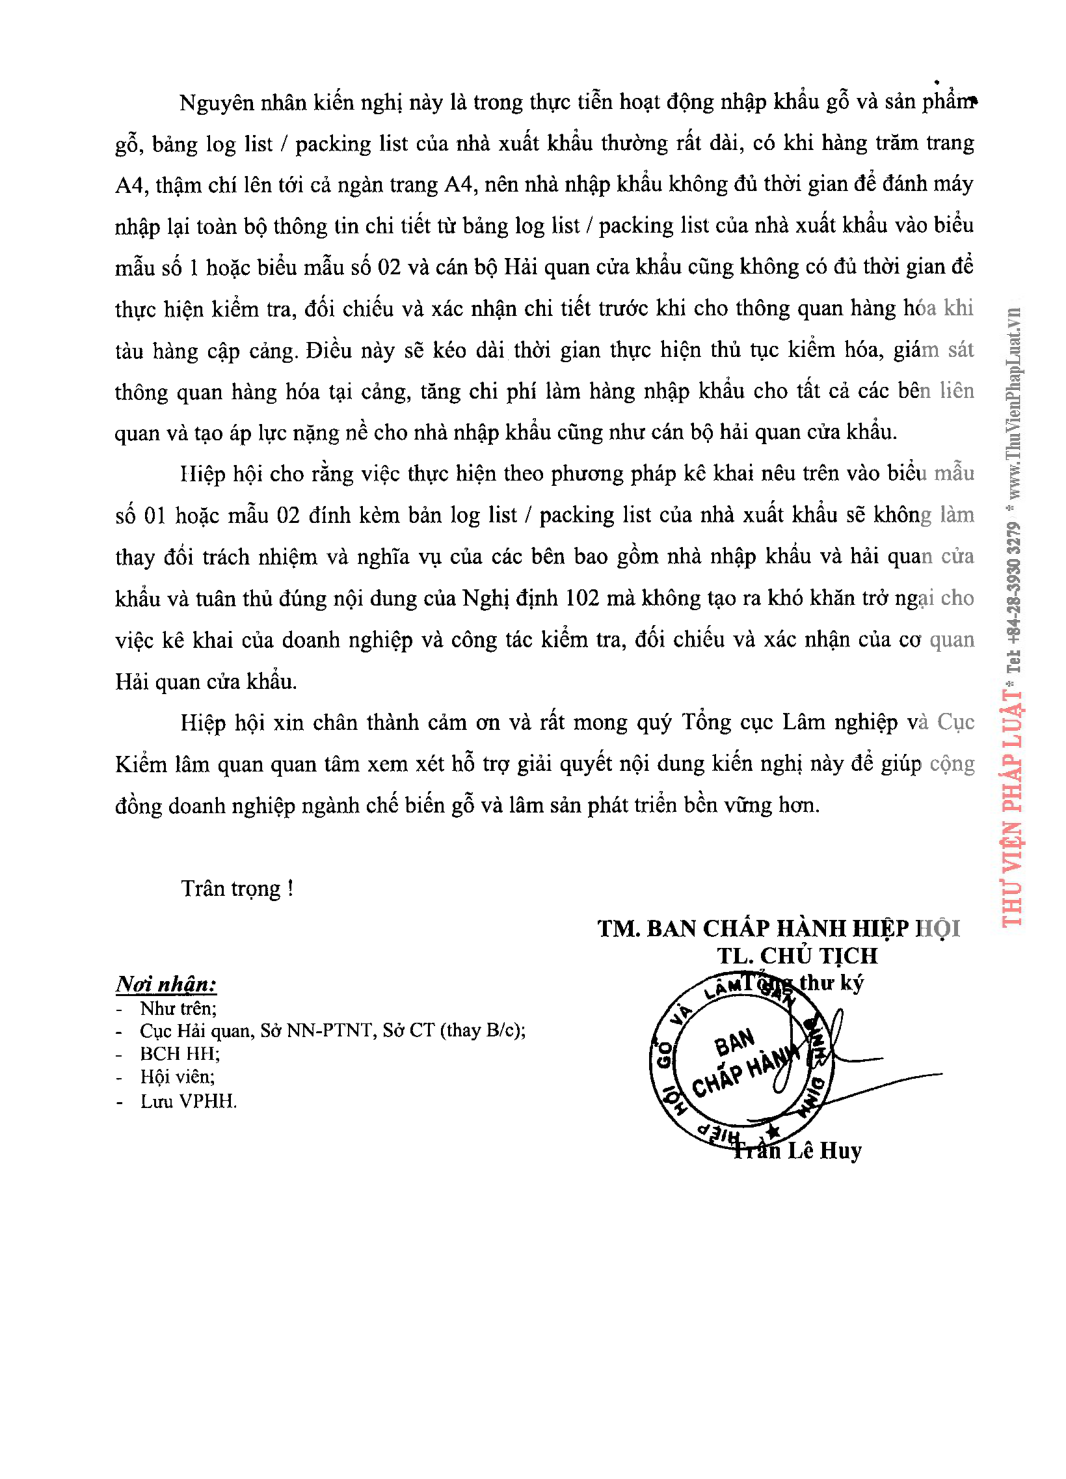 Nguyên nhân kiến nghị này là trong thực tiễn hoạt động nhập khẩu gỗ và sản phẩm
gỗ, bảng log list / packing list của nhà xuất khẩu thường rất dài, có khi hàng trăm trang
A4, thậm chí lên tới cả ngàn trang A4, nên nhà nhập khẩu không đủ thời gian để đánh máy
nhập lại toàn bộ thông tin chi tiết từ bảng log list / packing list của nhà xuất khẩu vào biểu
mẫu số 1 hoặc biểu mẫu số 02 và cán bộ Hải quan cửa khẩu cũng không có đủ thời gian để
thực hiện kiểm tra, đối chiếu và xác nhận chi tiết trước khi cho thông quan hàng hóa khi
tàu hàng cập cảng. Điều này sẽ kéo dài thời gian thực hiện thủ tục kiểm hóa, giám sát
thông quan hàng hóa tại cảng, tăng chi phí làm hàng nhập khẩu cho tất cả các bên liên
quan và tạo áp lực nặng nề cho nhà nhập khẩu cũng như cán bộ hải quan cửa khẩu.
Hiệp hội cho rằng việc thực hiện theo phương pháp kê khai nêu trên vào biểu mẫu
số 01 hoặc mẫu 02 đính kèm bản log list / packing list của nhà xuất khẩu sẽ không làm
thay đổi trách nhiệm và nghĩa vụ của các bên bao gồm nhà nhập khẩu và hải quan cửa
khẩu và tuân thủ đúng nội dung của Nghị định 102 mà không tạo ra khó khăn trở ngại cho
việc kê khai của doanh nghiệp và công tác kiểm tra, đối chiếu và xác nhận của cơ quan
Hải quan cửa khẩu.
Hiệp hội xin chân thành cảm ơn và rất mong quý Tổng cục Lâm nghiệp và Cục
Kiểm lâm quan quan tâm xem xét hỗ trợ giải quyết nội dung kiến nghị này để giúp cộng
đồng doanh nghiệp ngành chế biến gỗ và lâm sản phát triển bền vững hơn.
Trân trọng !
TM. BAN CHẤP HÀNH HIỆP HỘI
TL. CHỦ TỊCH
Tổng thư ký
HIỆP HỘI GỖ VÀ LÂM SẢN BÌNH ĐỊNH
BAN
CHẤP HÀNH
Trần Lê Huy
Nơi nhận:
- Như trên;
- Cục Hải quan, Sở NN-PTNT, Sở CT (thay B/c);
- BCH HH;
- Hội viên;
- Lưu VPHH.
THƯ VIỆN PHÁP LUẬT * Tel: +84-28-3930 3279 * www.ThuVienPhapLuat.vn